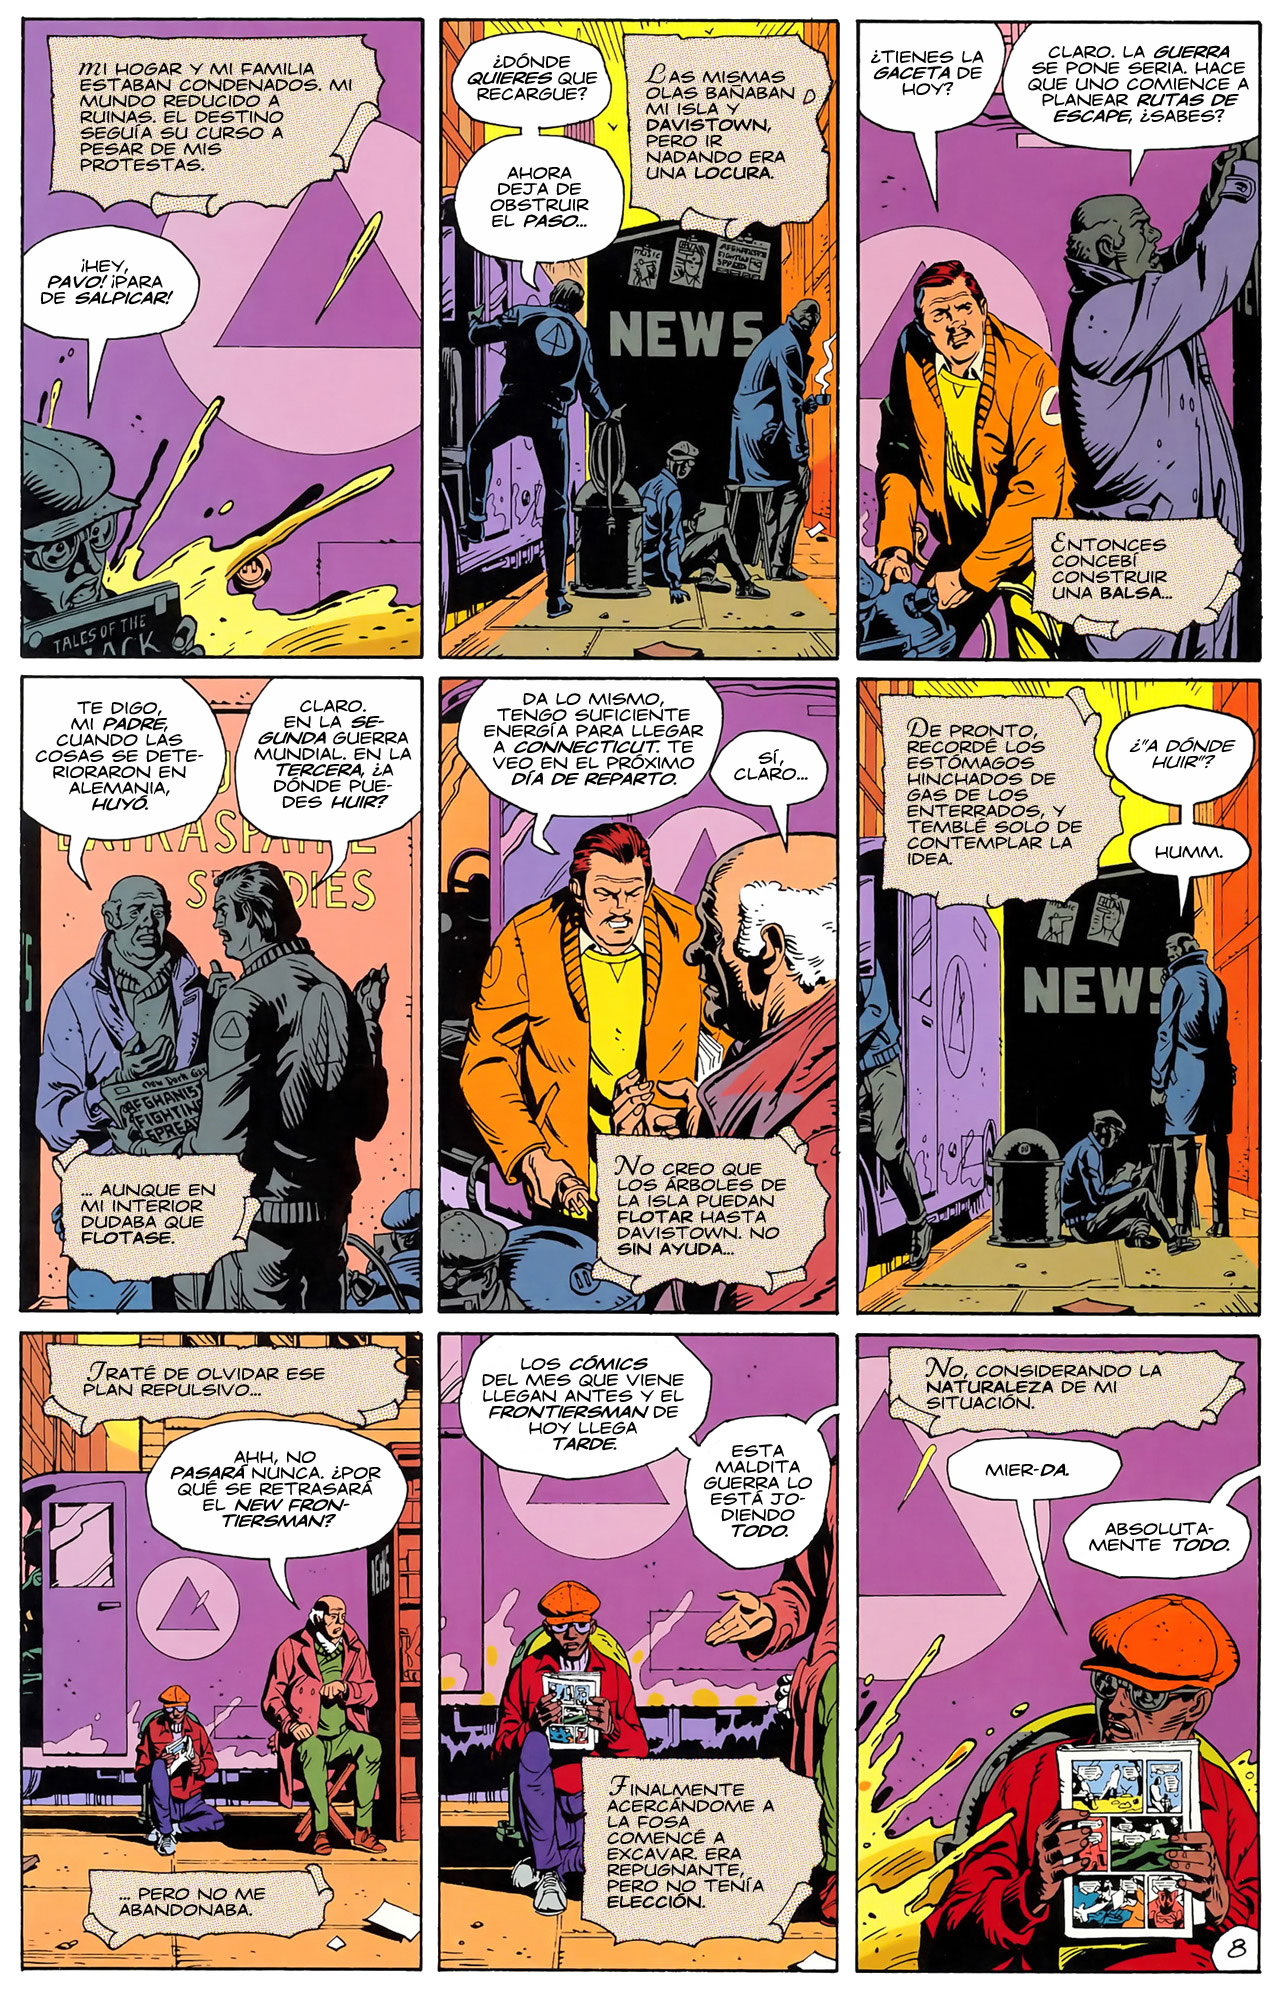 MI HOGAR Y MI FAMILIA
ESTABAN CONDENADOS. MI
MUNDO REDUCIDO A
RUINAS. EL DESTINO
SEGUÍA SU CURSO A
PESAR DE MIS
PROTESTAS.
¡HEY,
PAVO! ¡PARA
DE SALPICAR!
TALES OF THE
¿DÓNDE
QUIERES QUE
RECARGUE?
LAS MISMAS
OLAS BAÑABAN
MI ISLA Y
DAVISTOWN,
PERO IR
NADANDO ERA
UNA LOCURA.
AHORA
DEJA DE
OBSTRUIR
EL PASO...
NEWS
¿TIENES LA
GACETA DE
HOY?
CLARO. LA GUERRA
SE PONE SERIA. HACE
QUE UNO COMIENCE A
PLANEAR RUTAS DE
ESCAPE, ¿SABES?
ENTONCES
CONCEBÍ
CONSTRUIR
UNA BALSA...
TE DIGO,
MI PADRE,
CUANDO LAS
COSAS SE DETE-
RIORARON EN
ALEMANIA,
HUYÓ.
CLARO.
EN LA SE-
GUNDA GUERRA
MUNDIAL. EN LA
TERCERA, ¿A
DÓNDE PUE-
DES HUIR?
... AUNQUE EN
MI INTERIOR
DUDABA QUE
FLOTASE.
DA LO MISMO,
TENGO SUFICIENTE
ENERGÍA PARA LLEGAR
A CONNECTICUT. TE
VEO EN EL PRÓXIMO
DÍA DE REPARTO.
SÍ,
CLARO...
NO CREO QUE
LOS ÁRBOLES DE
LA ISLA PUEDAN
FLOTAR HASTA
DAVISTOWN. NO
SIN AYUDA...
DE PRONTO,
RECORDÉ LOS
ESTÓMAGOS
HINCHADOS DE
GAS DE LOS
ENTERRADOS, Y
TEMBLÉ SOLO DE
CONTEMPLAR LA
IDEA.
¿"A DÓNDE
HUIR"?
HUMM.
NEWS
TRATÉ DE OLVIDAR ESE
PLAN REPULSIVO...
AHH, NO
PASARÁ NUNCA. ¿POR
QUÉ SE RETRASARÁ
EL NEW FRON-
TIERSMAN?
NEWS
... PERO NO ME
ABANDONABA.
LOS CÓMICS
DEL MES QUE VIENE
LLEGAN ANTES Y EL
FRONTIERSMAN DE
HOY LLEGA
TARDE.
ESTA
MALDITA
GUERRA LO
ESTÁ JO-
DIENDO
TODO.
FINALMENTE
ACERCÁNDOME A
LA FOSA
COMENCÉ A
EXCAVAR. ERA
REPUGNANTE,
PERO NO TENÍA
ELECCIÓN.
NO, CONSIDERANDO LA
NATURALEZA DE MI
SITUACIÓN.
MIER-DA.
ABSOLUTA-
MENTE TODO.
8